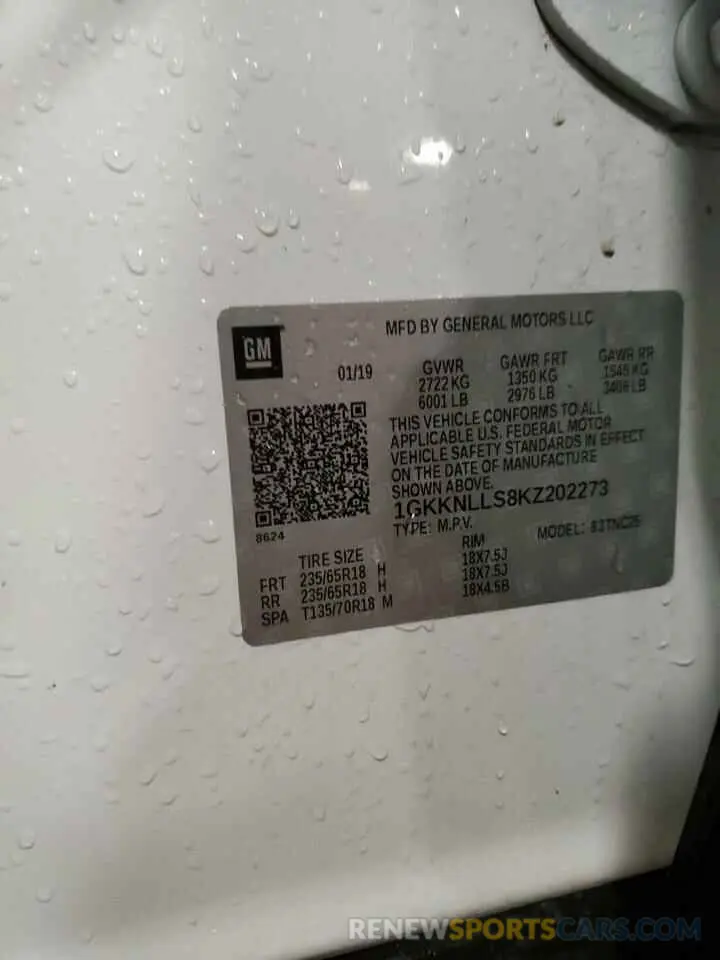 MFD BY GENERAL MOTORS LLC
GM
01/19
GVWR GAWR FRT GAWR RR
2722 KG 1350 KG 1545 KG
6001 LB 2976 LB 3406 LB
THIS VEHICLE CONFORMS TO ALL
APPLICABLE U.S. FEDERAL MOTOR
VEHICLE SAFETY STANDARDS IN EFFECT
ON THE DATE OF MANUFACTURE
SHOWN ABOVE.
1GKKNLLS8KZ202273
TYPE: M.P.V. MODEL: 83TNC26
8624
TIRE SIZE RIM
FRT 235/65R18 H 18X7.5J
RR 235/65R18 H 18X7.5J
SPA T135/70R18 M 18X4.5B
RENEWSPORTSCARS.COM